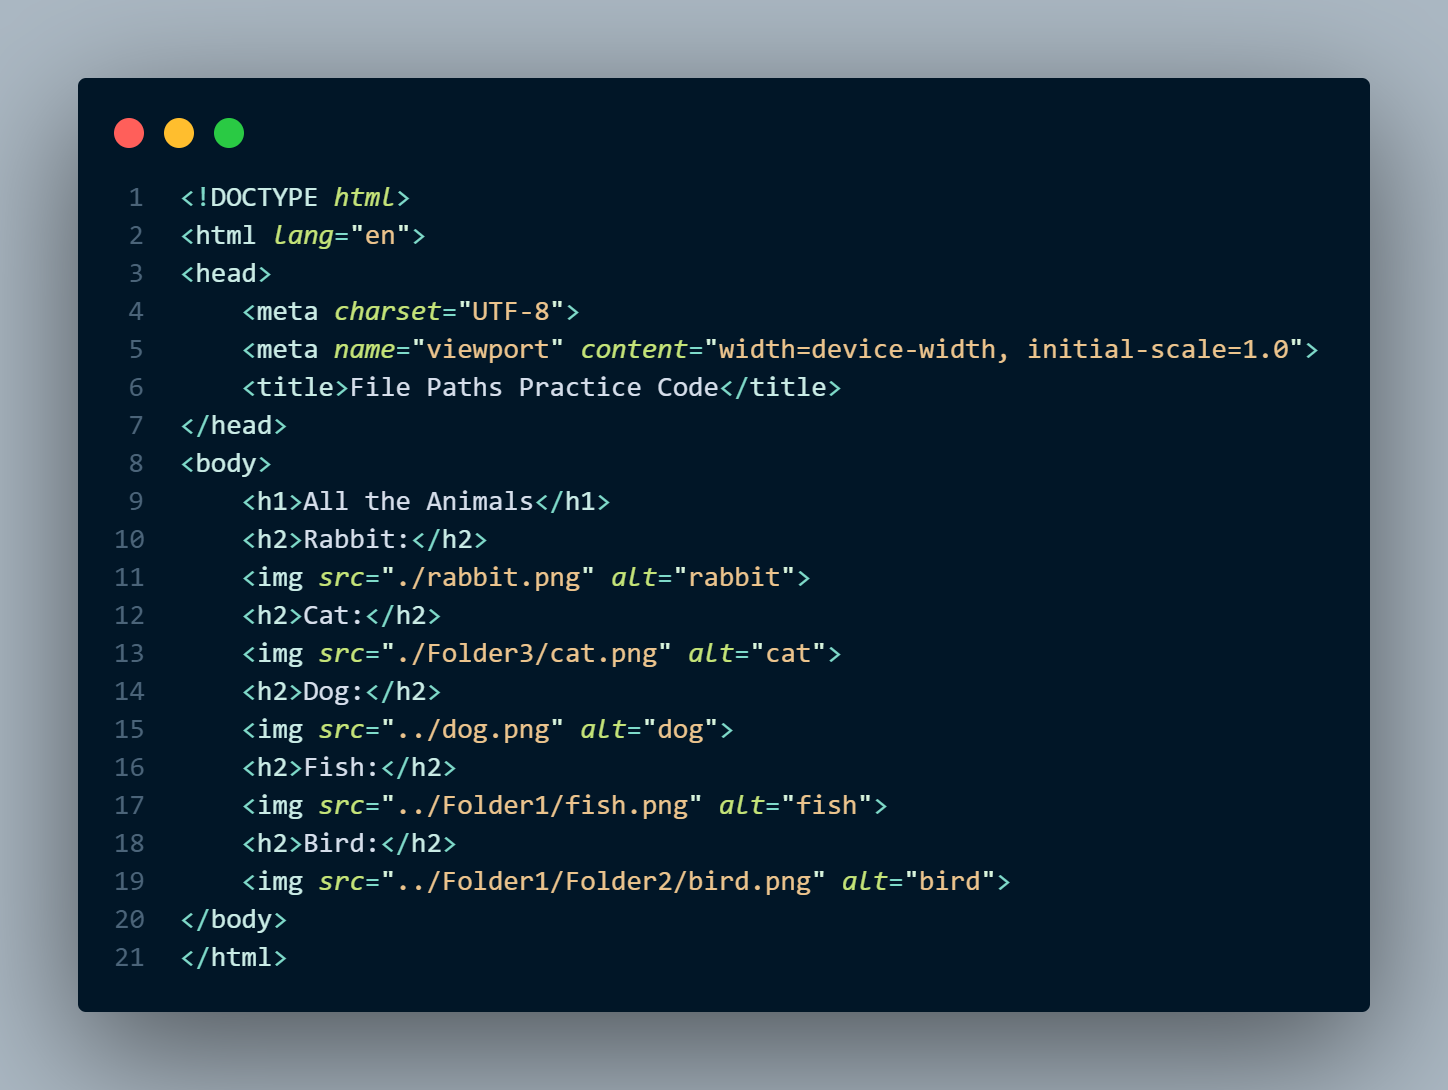 1 <!DOCTYPE html>
2 <html lang="en">
3 <head>
4     <meta charset="UTF-8">
5     <meta name="viewport" content="width=device-width, initial-scale=1.0">
6     <title>File Paths Practice Code</title>
7 </head>
8 <body>
9     <h1>All the Animals</h1>
10     <h2>Rabbit:</h2>
11     <img src="./rabbit.png" alt="rabbit">
12     <h2>Cat:</h2>
13     <img src="./Folder3/cat.png" alt="cat">
14     <h2>Dog:</h2>
15     <img src="../dog.png" alt="dog">
16     <h2>Fish:</h2>
17     <img src="../Folder1/fish.png" alt="fish">
18     <h2>Bird:</h2>
19     <img src="../Folder1/Folder2/bird.png" alt="bird">
20 </body>
21 </html>